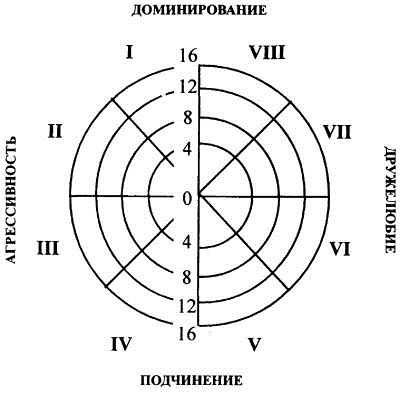 ДОМИНИРОВАНИЕ
I
16
VIII
II
12
VII
8
4
АГРЕССИВНОСТЬ
0
ДРУЖЕЛЮБИЕ
III
4
VI
8
12
IV
16
V
ПОДЧИНЕНИЕ